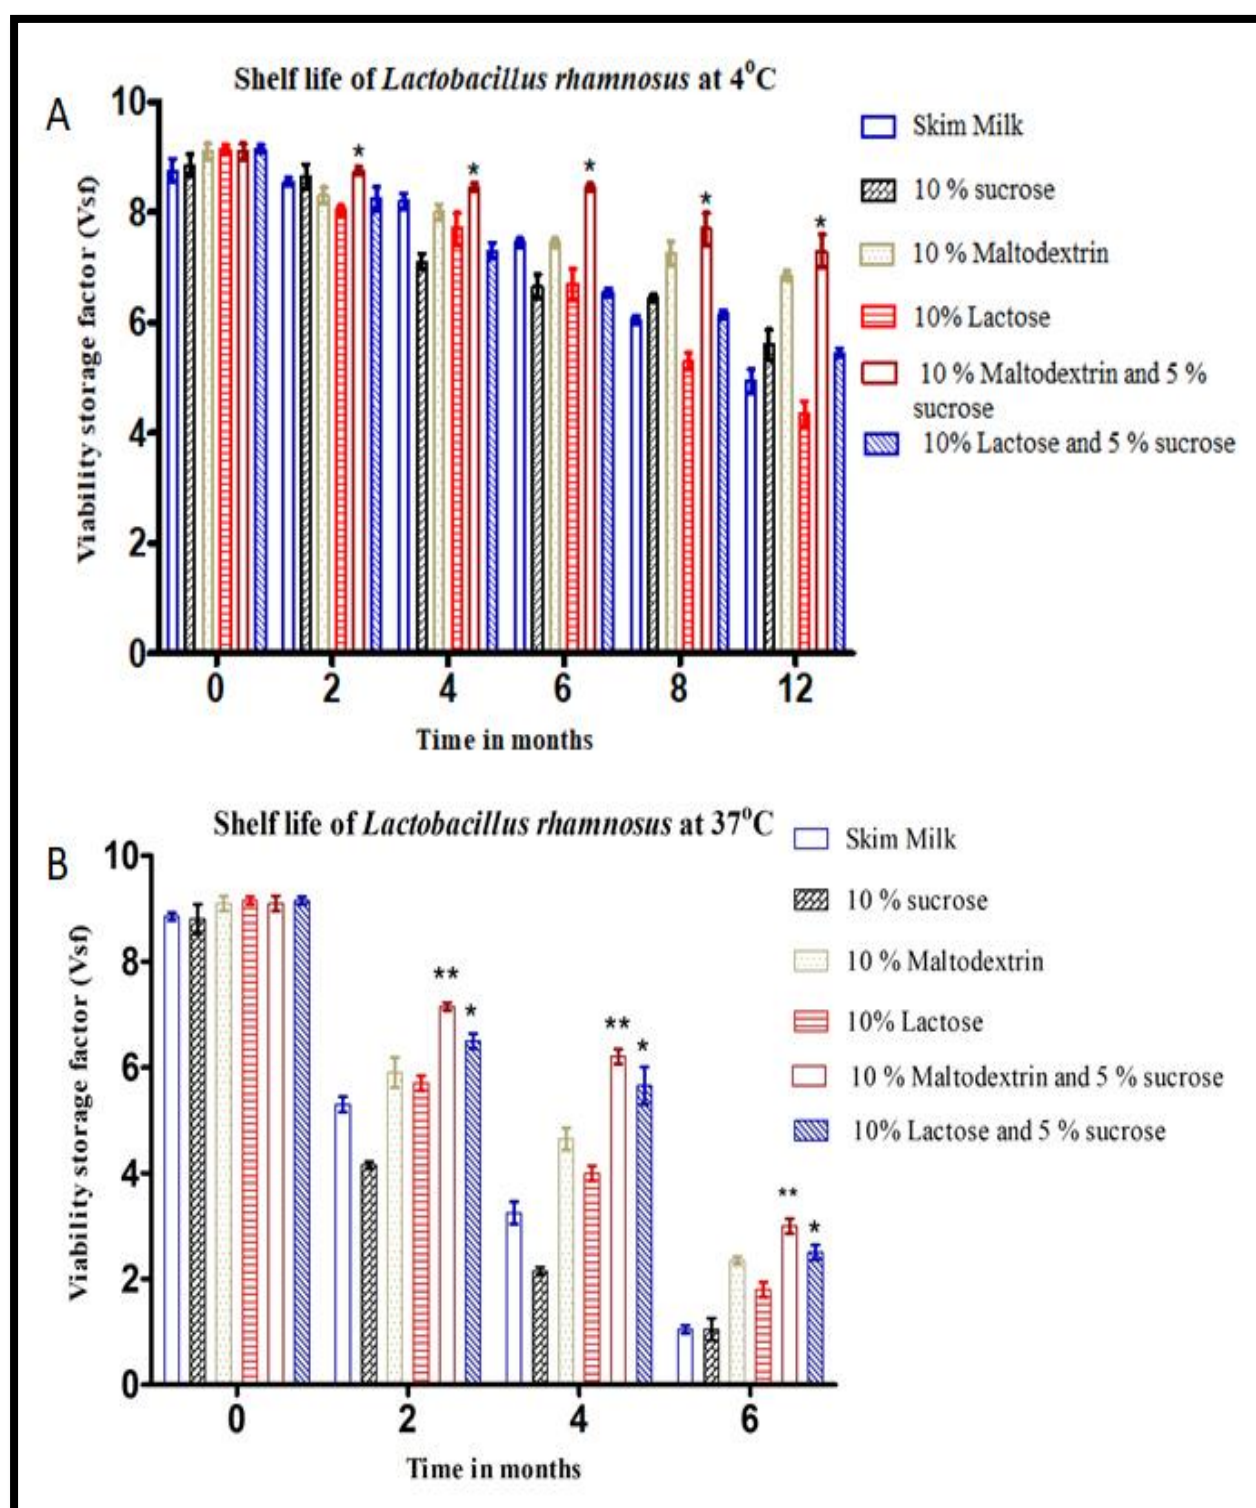 Shelf life of Lactobacillus rhamnosus at 4°C
A
10
8
6
4
2
0
Viability storage factor (Vsf)
* * * * *
0 2 4 6 8 12
Time in months
Skim Milk
10 % sucrose
10 % Maltodextrin
10% Lactose
10 % Maltodextrin and 5 %
sucrose
10% Lactose and 5 % sucrose
Shelf life of Lactobacillus rhamnosus at 37°C
B
10
8
6
4
2
0
Viability storage factor (Vsf)
** * ** * ** *
0 2 4 6
Time in months
Skim Milk
10 % sucrose
10 % Maltodextrin
10% Lactose
10 % Maltodextrin and 5 % sucrose
10% Lactose and 5 % sucrose